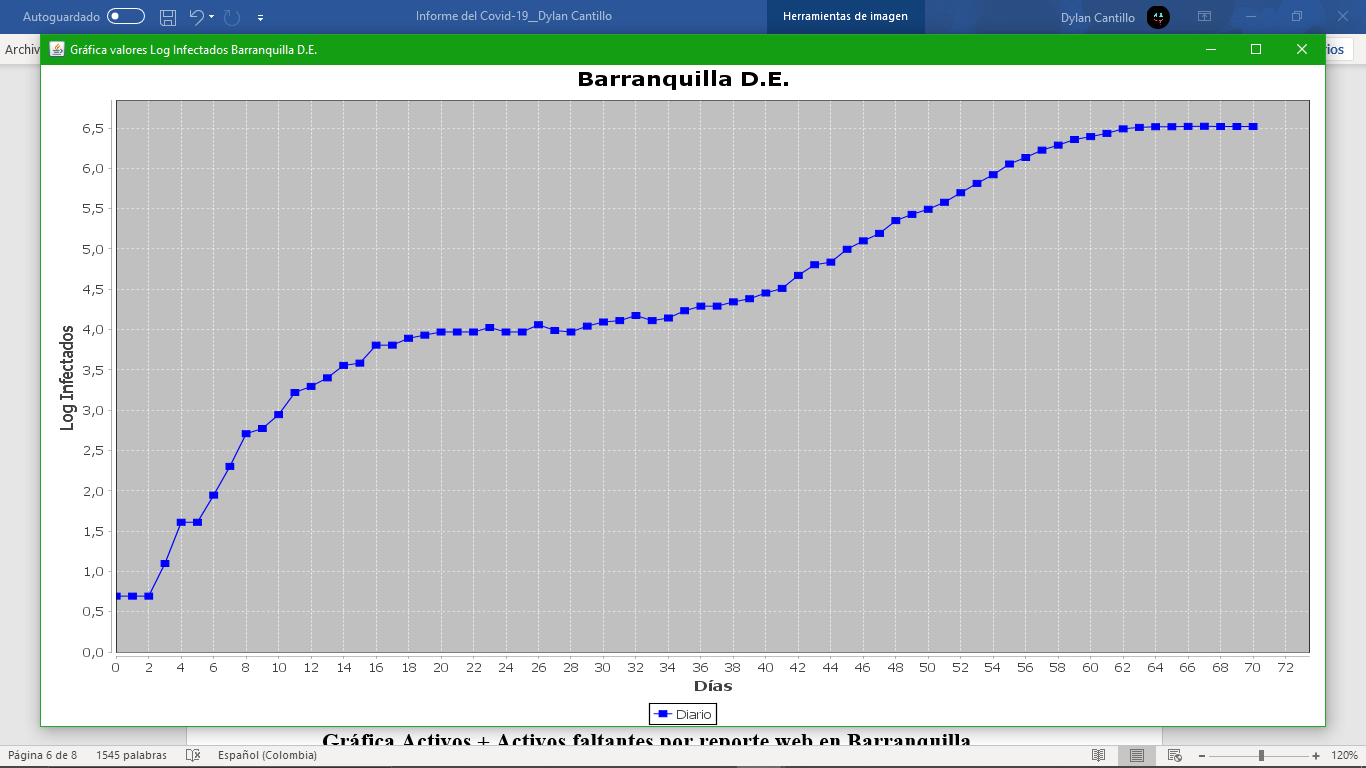 Autoguardado
Informe del Covid-19__Dylan Cantillo
Herramientas de imagen
Dylan Cantillo
Archiv
ios
Gráfica valores Log Infectados Barranquilla D.E.
Barranquilla D.E.
6,5
6,0
5,5
5,0
4,5
4,0
3,5
3,0
2,5
2,0
1,5
1,0
0,5
0,0
Log Infectados
0 2 4 6 8 10 12 14 16 18 20 22 24 26 28 30 32 34 36 38 40 42 44 46 48 50 52 54 56 58 60 62 64 66 68 70 72
Días
Diario
Gráfica Activos + Activos faltantes por reporte web en Barranquilla
Página 6 de 8 1545 palabras Español (Colombia) 120%